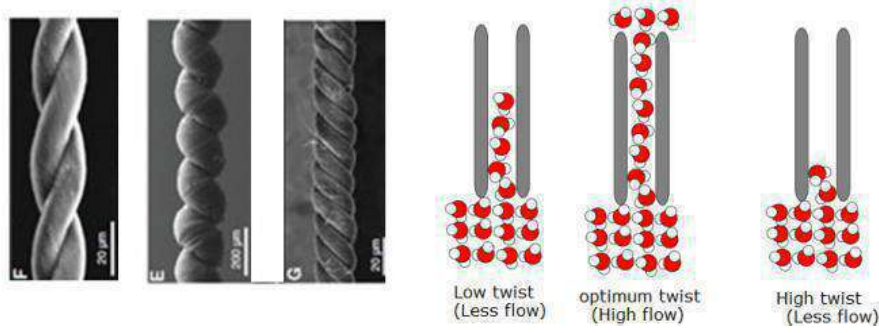 F
20 µm
E
200 µm
G
20 µm
Low twist
(Less flow)
optimum twist
(High flow)
High twist
(Less flow)